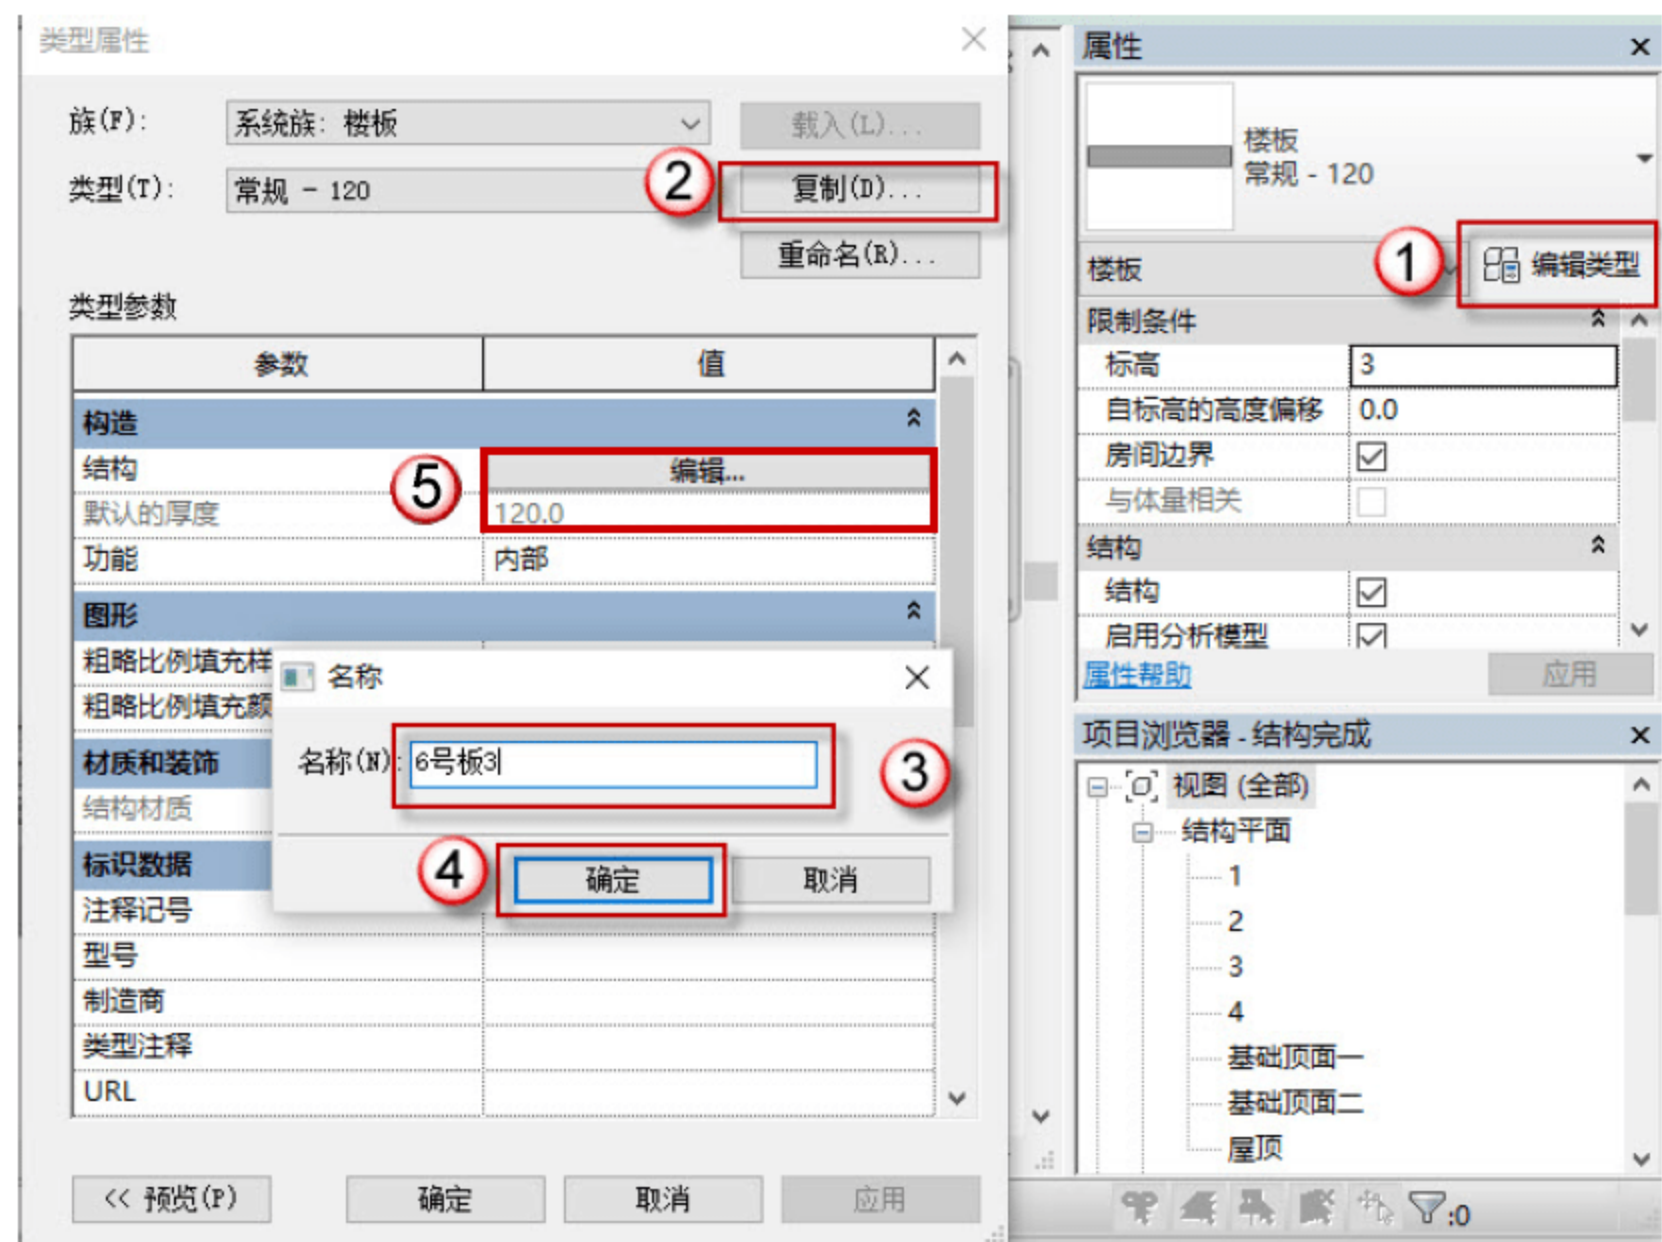 类型属性
族(F):
系统族: 楼板
载入(L)...
类型(T):
常规 - 120
2
复制(D)...
重命名(R)...
类型参数
参数
值
构造
结构
5
编辑...
默认的厚度
120.0
功能
内部
图形
粗略比例填充样
粗略比例填充颜
材质和装饰
结构材质
标识数据
注释记号
型号
制造商
类型注释
URL
名称
名称(N):
6号板3
3
4
确定
取消
<< 预览(P)
确定
取消
应用
属性
楼板
常规 - 120
楼板
1
编辑类型
限制条件
标高
3
自标高的高度偏移
0.0
房间边界
与体量相关
结构
结构
启用分析模型
属性帮助
应用
项目浏览器 - 结构完成
视图 (全部)
结构平面
1
2
3
4
基础顶面一
基础顶面二
屋顶
:0